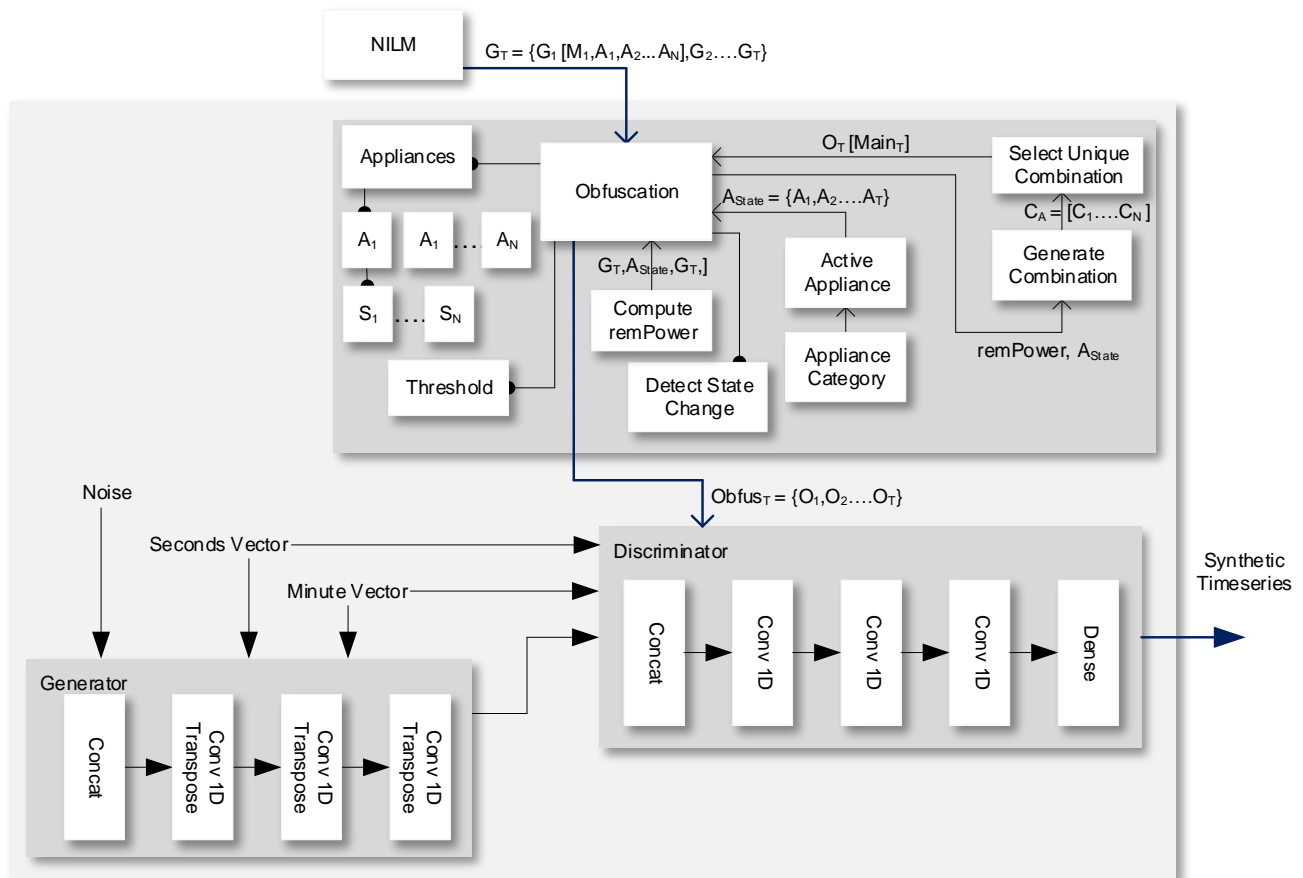 NILM
G_T = {G_1 [M_1,A_1,A_2... A_N],G_2....G_T}
Appliances
Obfuscation
O_T [Main_T]
Select Unique
Combination
A_State = {A_1,A_2....A_T}
C_A = [C_1....C_N ]
A_1
A_1 .... A_N
G_T,A_State,G_T,]
Active
Appliance
Generate
Combination
S_1 .... S_N
Compute
remPower
remPower, A_State
Threshold
Detect State
Change
Appliance
Category
Noise
Obfus_T = {O_1,O_2....O_T}
Seconds Vector
Discriminator
Minute Vector
Concat
Conv 1D
Conv 1D
Conv 1D
Dense
Synthetic
Timeseries
Generator
Concat
Conv 1D
Transpose
Conv 1D
Transpose
Conv 1D
Transpose